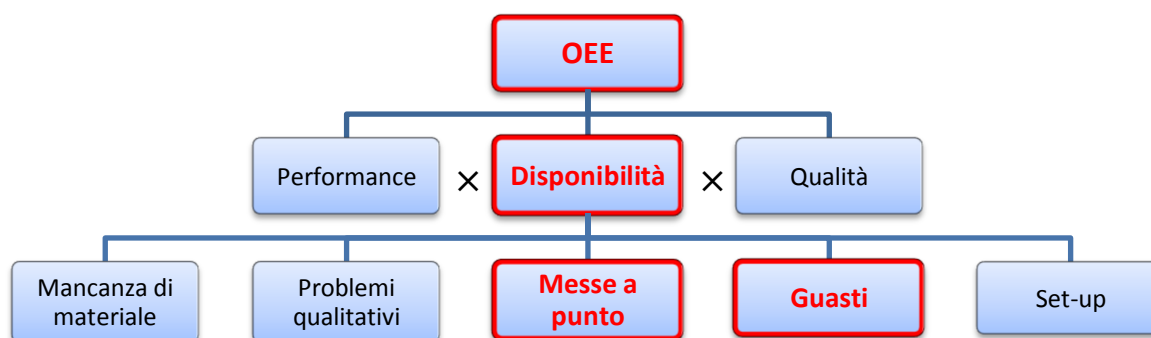 OEE
Performance × Disponibilità × Qualità
Mancanza di
materiale
Problemi
qualitativi
Messe a
punto
Guasti
Set-up